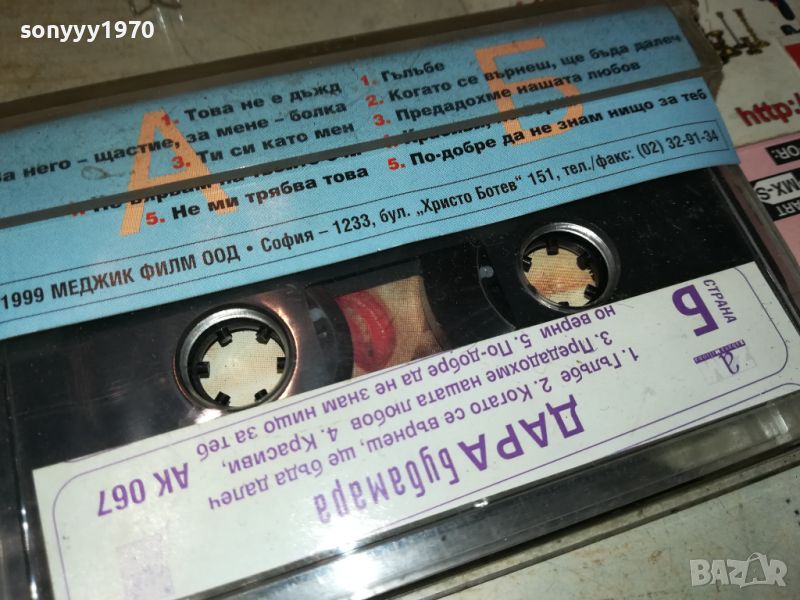 sonyyy1970
А
1. Това не е дъжд
за него – щастие, за мене – болка
3. Ти си като мен
5. Не ми трябва това
Б
1. Гълъбе
2. Когато се върнеш, ще бъда далеч
3. Предадохме нашата любов
5. По-добре да не знам нищо за теб
1999 МЕДЖИК ФИЛМ ООД • София – 1233, бул. „Христо Ботев" 151, тел./факс: (02) 32-91-34
http:/
MX-S
СТРАНА
Б
ДАРА Бубамара
1. Гълъбе 2. Когато се върнеш, ще бъда далеч
3. Предадохме нашата любов 4. Красиви,
но верни 5. По-добре да не знам нищо за теб
АК 067
BAZAR
bg